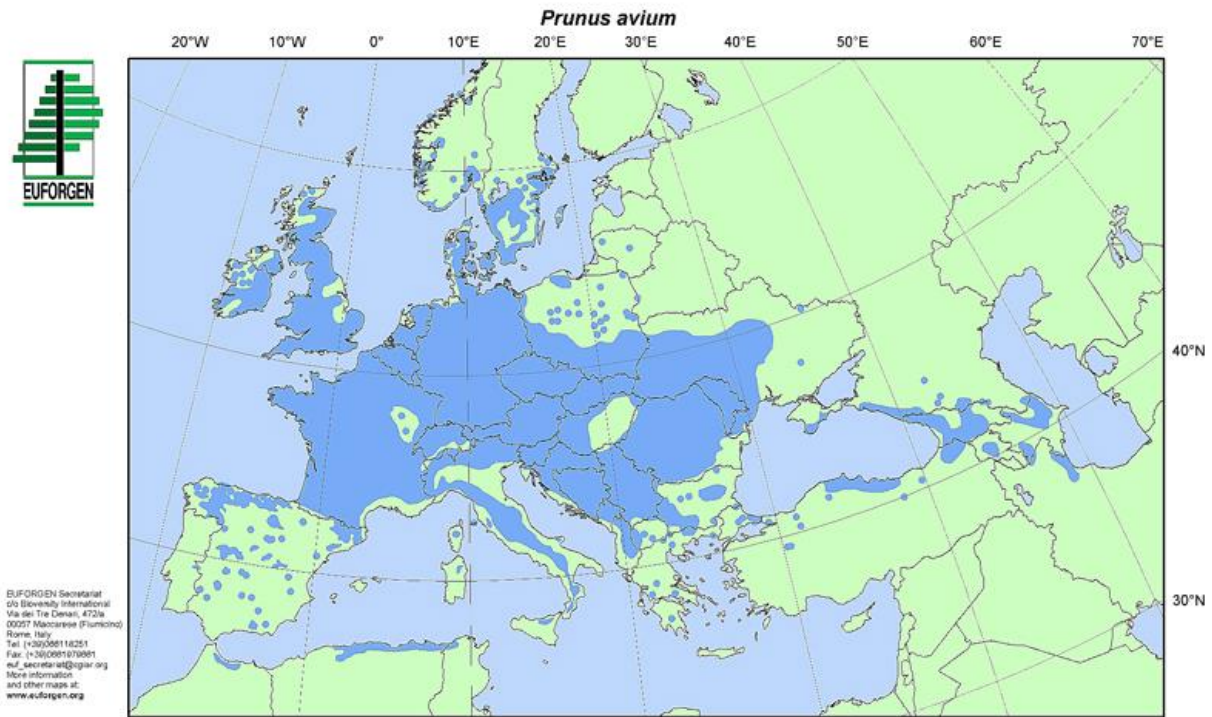 Prunus avium
20°W 10°W 0° 10°E 20°E 30°E 40°E 50°E 60°E 70°E
EUFORGEN
40°N
30°N
EUFORGEN Secretariat
c/o Bioversity International
Via dei Tre Denari, 472/a
00057 Maccarese (Fiumicino)
Rome, Italy
Tel. (+39)066118251
Fax: (+39)0661979661
euf_secretariat@cgiar.org
More information
and other maps at:
www.euforgen.org